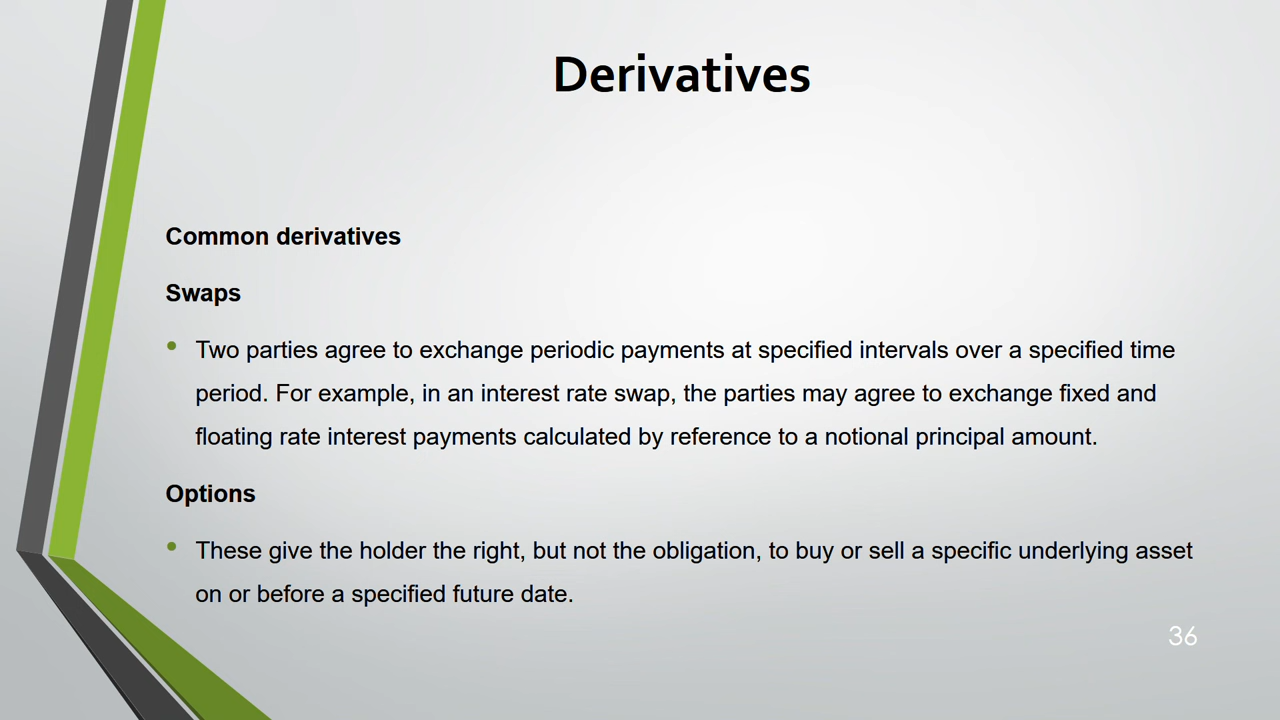 Derivatives
Common derivatives
Swaps
• Two parties agree to exchange periodic payments at specified intervals over a specified time
period. For example, in an interest rate swap, the parties may agree to exchange fixed and
floating rate interest payments calculated by reference to a notional principal amount.
Options
• These give the holder the right, but not the obligation, to buy or sell a specific underlying asset
on or before a specified future date.
36